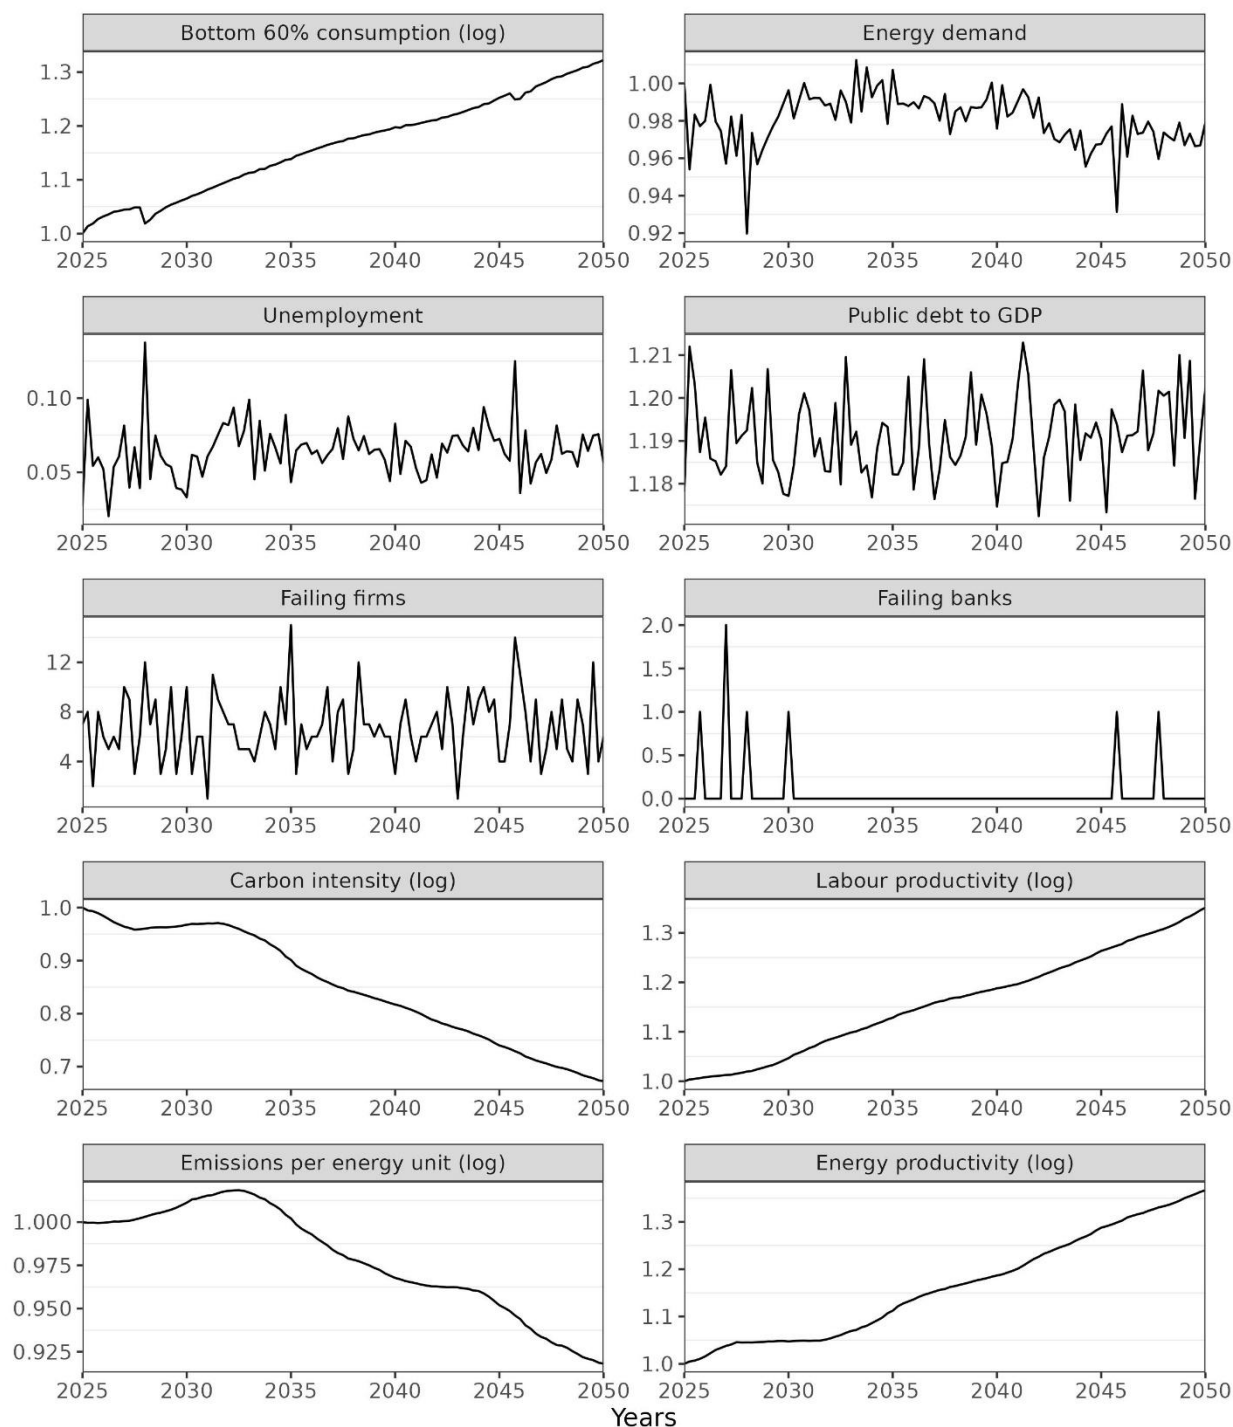 Bottom 60% consumption (log)
1.3
1.2
1.1
1.0
2025 2030 2035 2040 2045 2050
Energy demand
1.00
0.98
0.96
0.94
0.92
2025 2030 2035 2040 2045 2050
Unemployment
0.10
0.05
2025 2030 2035 2040 2045 2050
Public debt to GDP
1.21
1.20
1.19
1.18
2025 2030 2035 2040 2045 2050
Failing firms
12
8
4
2025 2030 2035 2040 2045 2050
Failing banks
2.0
1.5
1.0
0.5
0.0
2025 2030 2035 2040 2045 2050
Carbon intensity (log)
1.0
0.9
0.8
0.7
2025 2030 2035 2040 2045 2050
Labour productivity (log)
1.3
1.2
1.1
1.0
2025 2030 2035 2040 2045 2050
Emissions per energy unit (log)
1.000
0.975
0.950
0.925
2025 2030 2035 2040 2045 2050
Energy productivity (log)
1.3
1.2
1.1
1.0
2025 2030 2035 2040 2045 2050
Years